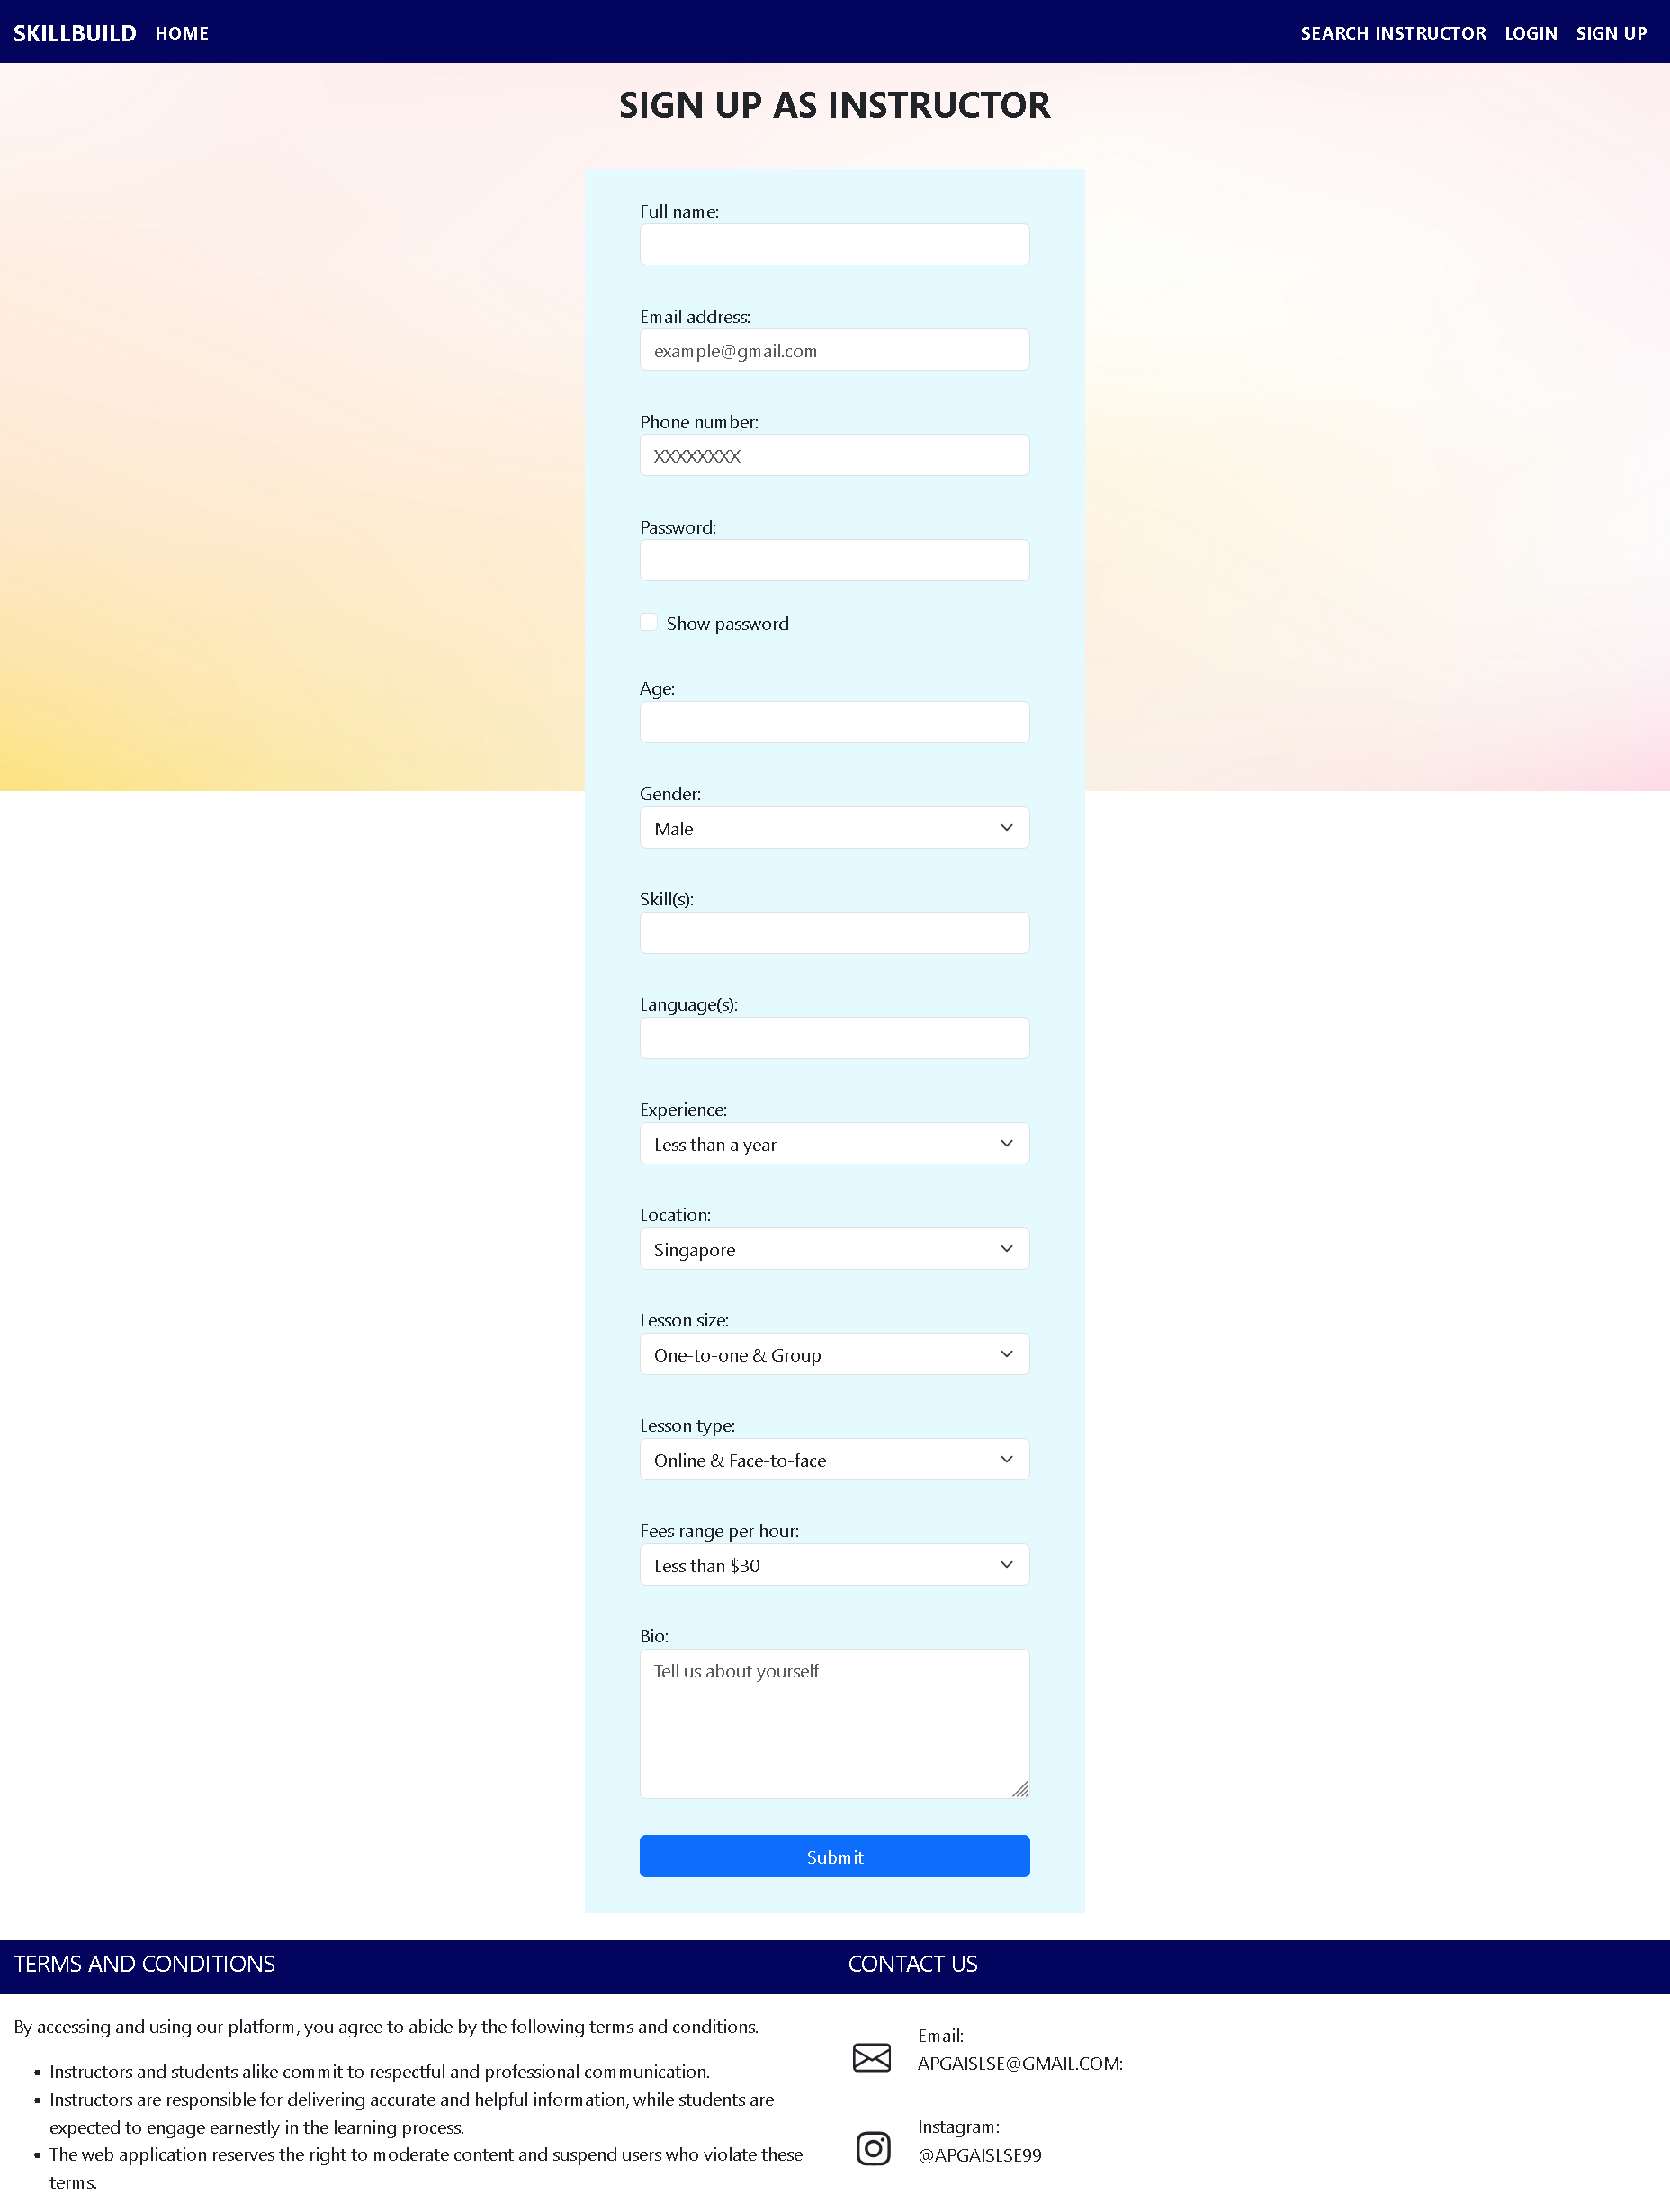 SKILLBUILD HOME SEARCH INSTRUCTOR LOGIN SIGN UP
SIGN UP AS INSTRUCTOR
Full name:
Email address:
example@gmail.com
Phone number:
XXXXXXXX
Password:
Show password
Age:
Gender:
Male
Skill(s):
Language(s):
Experience:
Less than a year
Location:
Singapore
Lesson size:
One-to-one & Group
Lesson type:
Online & Face-to-face
Fees range per hour:
Less than $30
Bio:
Tell us about yourself
Submit
TERMS AND CONDITIONS
By accessing and using our platform, you agree to abide by the following terms and conditions.
• Instructors and students alike commit to respectful and professional communication.
• Instructors are responsible for delivering accurate and helpful information, while students are
expected to engage earnestly in the learning process.
• The web application reserves the right to moderate content and suspend users who violate these
terms.
CONTACT US
Email:
APGAISLSE@GMAIL.COM:
Instagram:
@APGAISLSE99